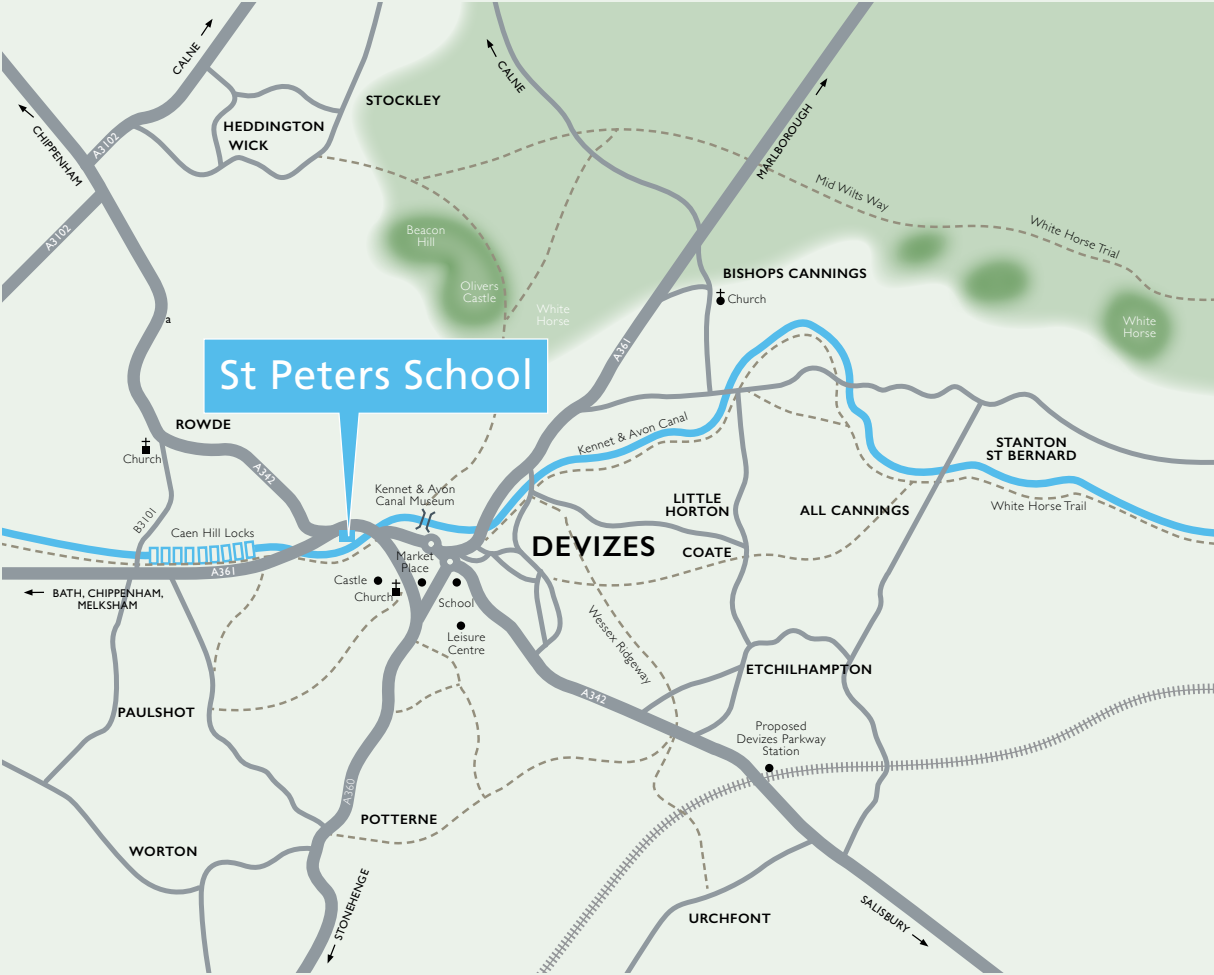 CALNE
CALNE
STOCKLEY
HEDDINGTON
WICK
CHIPPENHAM
A3102
MARLBOROUGH
Mid Wilts Way
White Horse Trial
A3102
Beacon
Hill
BISHOPS CANNINGS
Church
Olivers
Castle
White
Horse
White
Horse
a
A361
St Peters School
ROWDE
Church
A342
Kennet & Avon Canal
STANTON
ST BERNARD
Kennet & Avon
Canal Museum
LITTLE
HORTON
ALL CANNINGS
White Horse Trail
B3101
Caen Hill Locks
DEVIZES
COATE
Market
Place
A361
Castle
Church
School
BATH, CHIPPENHAM,
MELKSHAM
Leisure
Centre
Wessex Ridgeway
ETCHILHAMPTON
A342
PAULSHOT
Proposed
Devizes Parkway
Station
A360
POTTERNE
WORTON
STONEHENGE
URCHFONT
SALISBURY